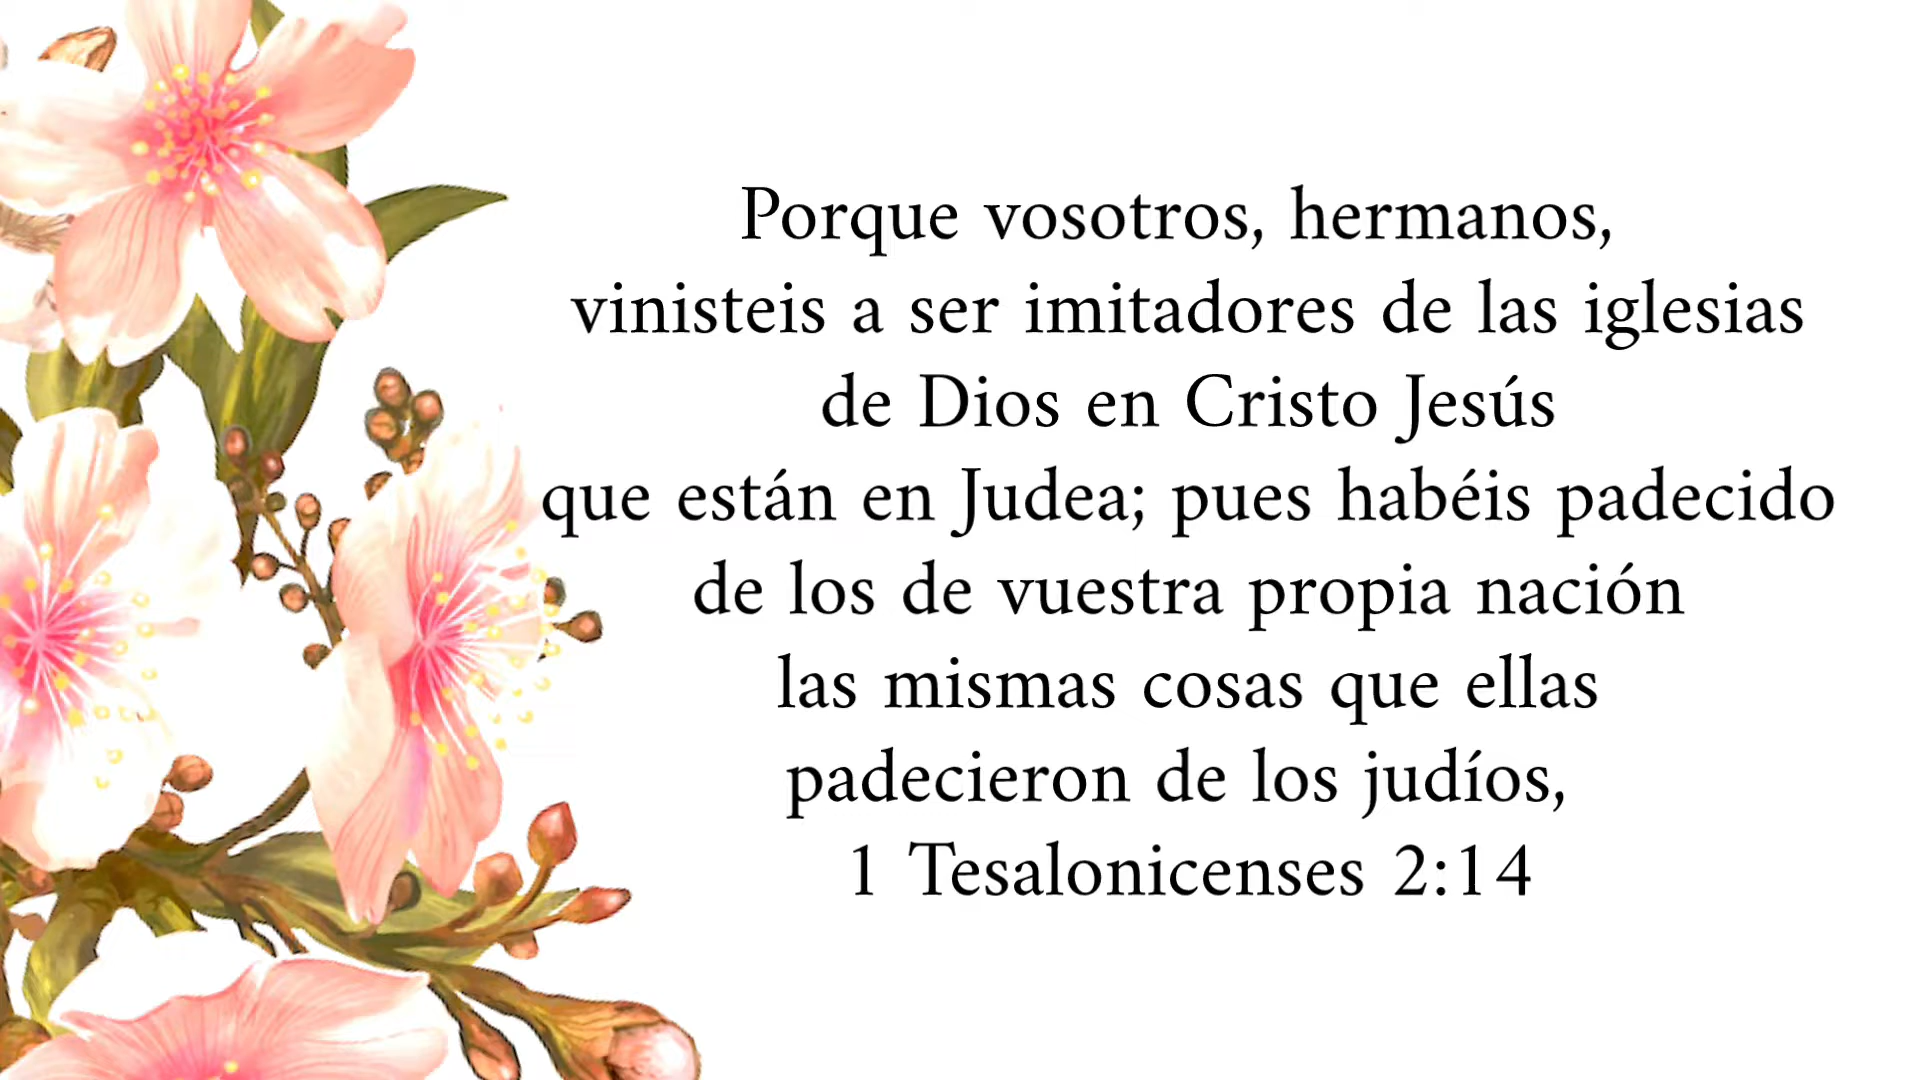 Porque vosotros, hermanos,
vinisteis a ser imitadores de las iglesias
de Dios en Cristo Jesús
que están en Judea; pues habéis padecido
de los de vuestra propia nación
las mismas cosas que ellas
padecieron de los judíos,
1 Tesalonicenses 2:14